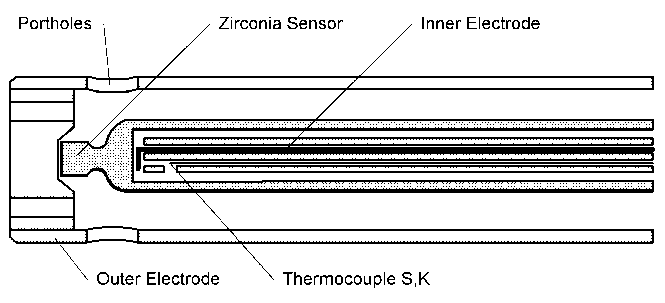 Portholes
Zirconia Sensor
Inner Electrode
Outer Electrode
Thermocouple S,K